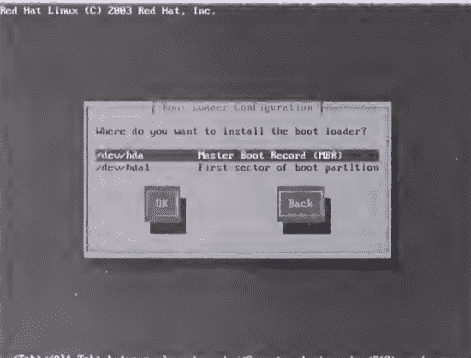 Red Hat Linux (C) 2003 Red Hat, Inc.
Boot Loader Configuration
Where do you want to install the boot loader?
/dev/hda Master Boot Record (MBR)
/dev/hda1 First sector of boot partition
OK Back